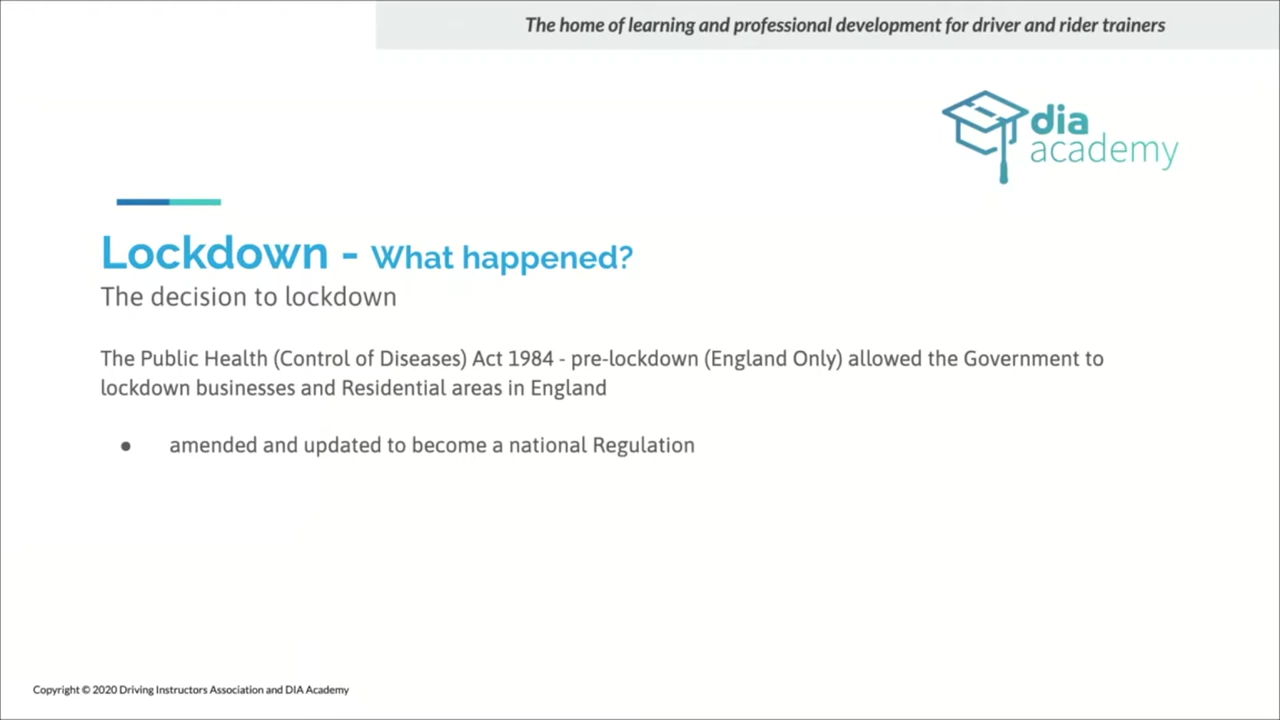 The home of learning and professional development for driver and rider trainers
dia
academy
Lockdown - What happened?
The decision to lockdown
The Public Health (Control of Diseases) Act 1984 - pre-lockdown (England Only) allowed the Government to
lockdown businesses and Residential areas in England
● amended and updated to become a national Regulation
Copyright © 2020 Driving Instructors Association and DIA Academy